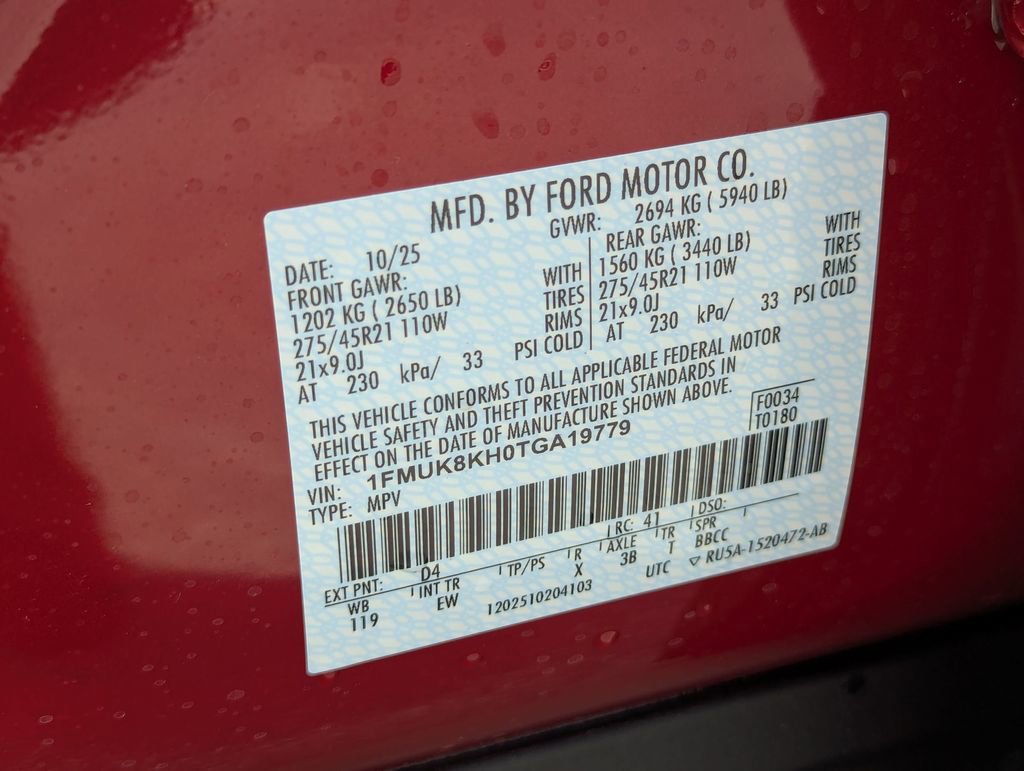 MFD. BY FORD MOTOR CO.
DATE: 10/25 GVWR: 2694 KG ( 5940 LB)
FRONT GAWR: WITH REAR GAWR: WITH
1202 KG ( 2650 LB) TIRES 1560 KG ( 3440 LB) TIRES
275/45R21 110W RIMS 275/45R21 110W RIMS
21x9.0J PSI COLD 21x9.0J PSI COLD
AT 230 kPa/ 33 AT 230 kPa/ 33
THIS VEHICLE CONFORMS TO ALL APPLICABLE FEDERAL MOTOR
VEHICLE SAFETY AND THEFT PREVENTION STANDARDS IN
EFFECT ON THE DATE OF MANUFACTURE SHOWN ABOVE.
VIN: 1FMUK8KH0TGA19779 F0034
TYPE: MPV T0180
EXT PNT: D4 RC: 41 DSO:
WB INT TR TP/PS R AXLE TR SPR
119 EW X 3B T BBCC
1202510204103 UTC ▽ RU5A-1520472-AB